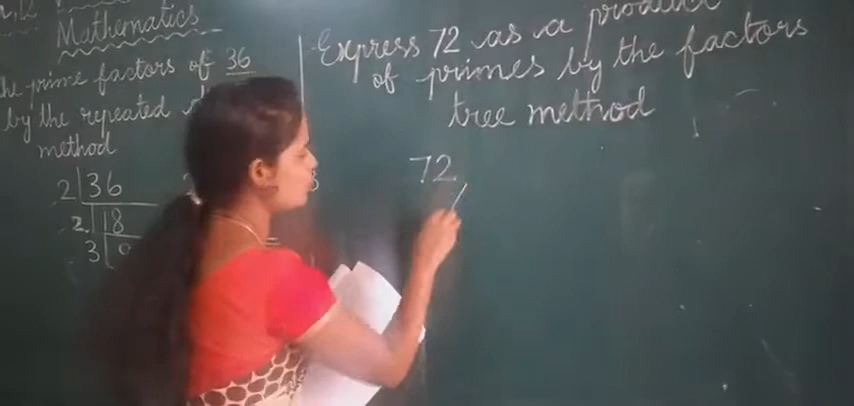 Mathematics
the prime factors of 36
by the repeated
method
2 36
2 18
3
Express 72 as a product
of primes by the factors
tree method
72